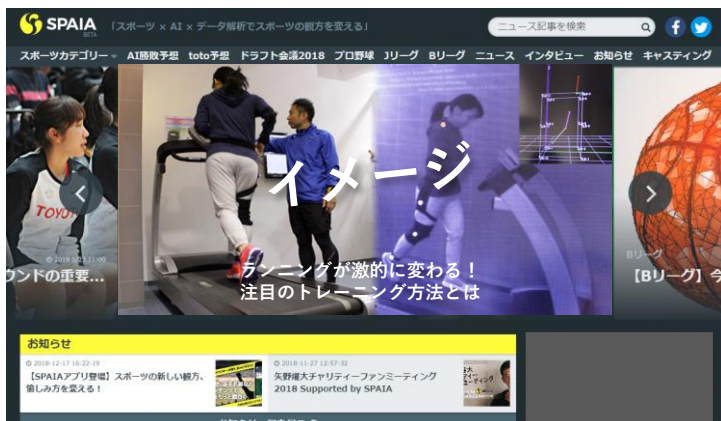 SPAIA
BETA
「スポーツ × AI × データ解析でスポーツの観方を変える」
ニュース記事を検索
スポーツカテゴリー AI勝敗予想 toto予想 ドラフト会議2018 プロ野球 Jリーグ Bリーグ ニュース インタビュー お知らせ キャスティング
イメージ
TOYO
ウンドの重要...
ランニングが激的に変わる！
注目のトレーニング方法とは
Bリーグ
【Bリーグ】今
お知らせ
2018-12-17 16:22:19
【SPAIAアプリ登場】スポーツの新しい観方、
愉しみ方を変える！
2018-11-27 12:57:32
矢野燿大チャリティーファンミーティング
2018 Supported by SPAIA